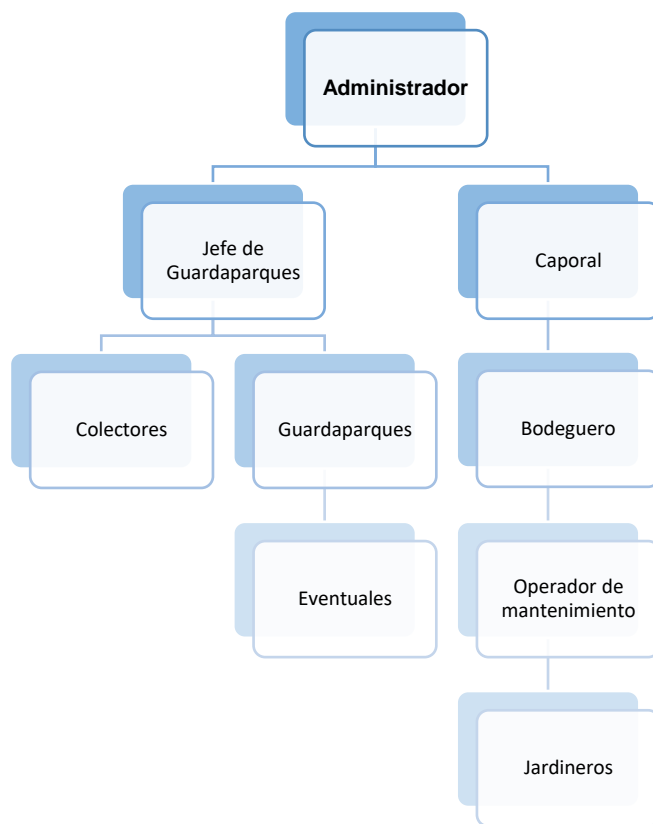 Administrador
Jefe de
Guardaparques
Caporal
Colectores
Guardaparques
Bodeguero
Eventuales
Operador de
mantenimiento
Jardineros